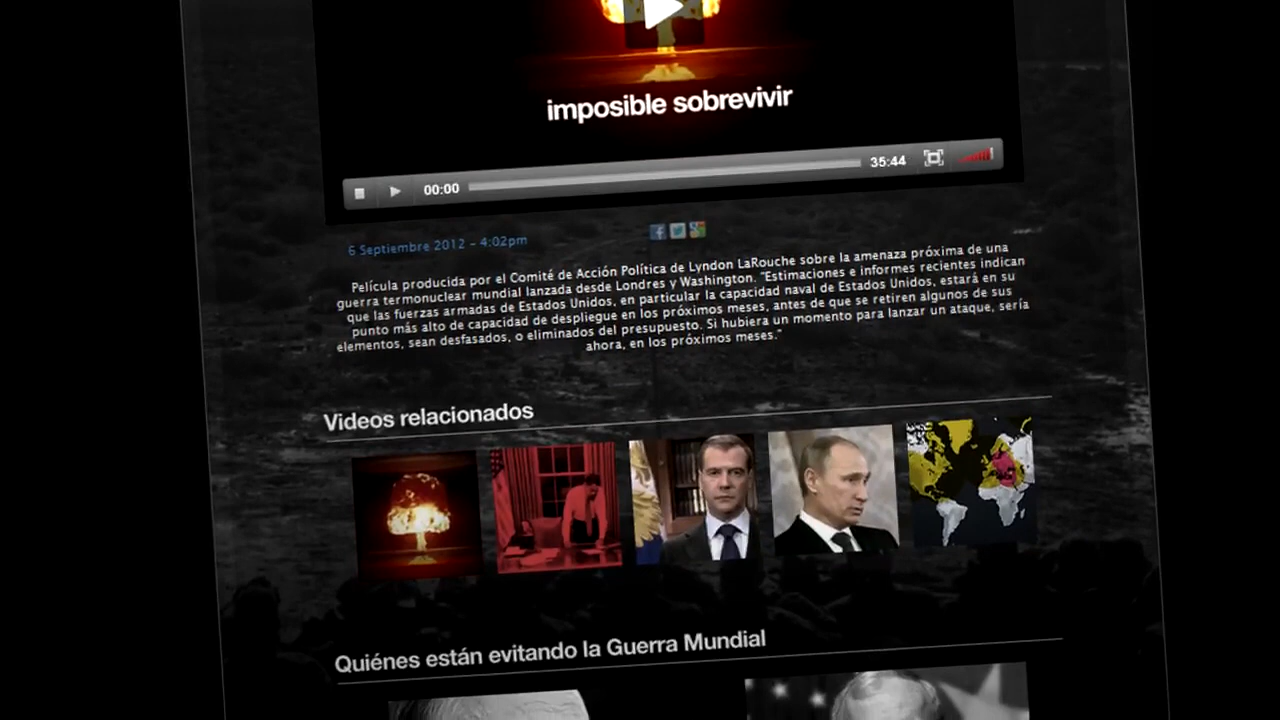 imposible sobrevivir
00:00
35:44
6 Septiembre 2012 - 4:02pm
Película producida por el Comité de Acción Política de Lyndon LaRouche sobre la amenaza próxima de una
guerra termonuclear mundial lanzada desde Londres y Washington. "Estimaciones e informes recientes indican
que las fuerzas armadas de Estados Unidos, en particular la capacidad naval de Estados Unidos, estará en su
punto más alto de capacidad de despliegue en los próximos meses, antes de que se retiren algunos de sus
elementos, sean desfasados, o eliminados del presupuesto. Si hubiera un momento para lanzar un ataque, sería
ahora, en los próximos meses."
Videos relacionados
Quiénes están evitando la Guerra Mundial